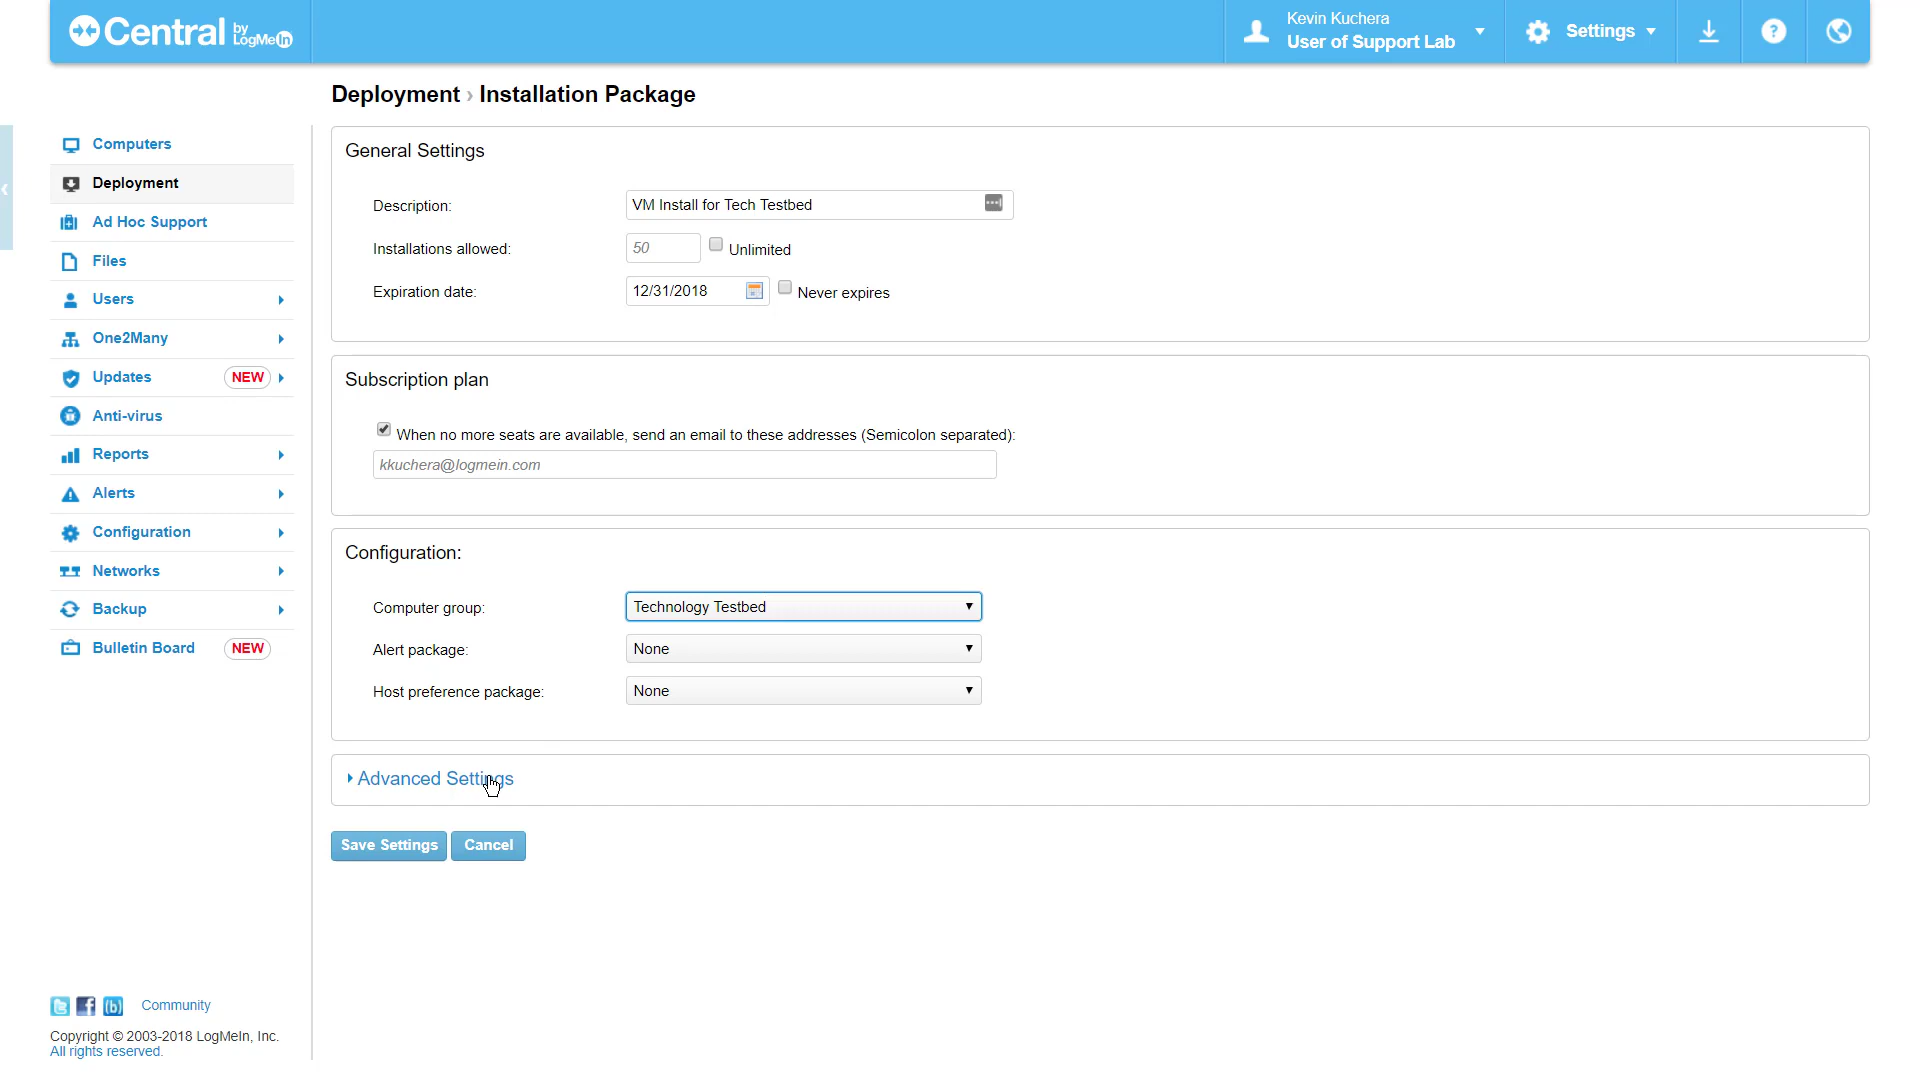 Central by LogMeIn
Kevin Kuchera
User of Support Lab
Settings
?
Deployment › Installation Package
Computers
Deployment
Ad Hoc Support
Files
Users
One2Many
Updates NEW
Anti-virus
Reports
Alerts
Configuration
Networks
Backup
Bulletin Board NEW
General Settings
Description: VM Install for Tech Testbed
Installations allowed: 50 Unlimited
Expiration date: 12/31/2018 Never expires
Subscription plan
When no more seats are available, send an email to these addresses (Semicolon separated):
kkuchera@logmein.com
Configuration:
Computer group: Technology Testbed
Alert package: None
Host preference package: None
Advanced Settings
Save Settings Cancel
Community
Copyright © 2003-2018 LogMeIn, Inc.
All rights reserved.